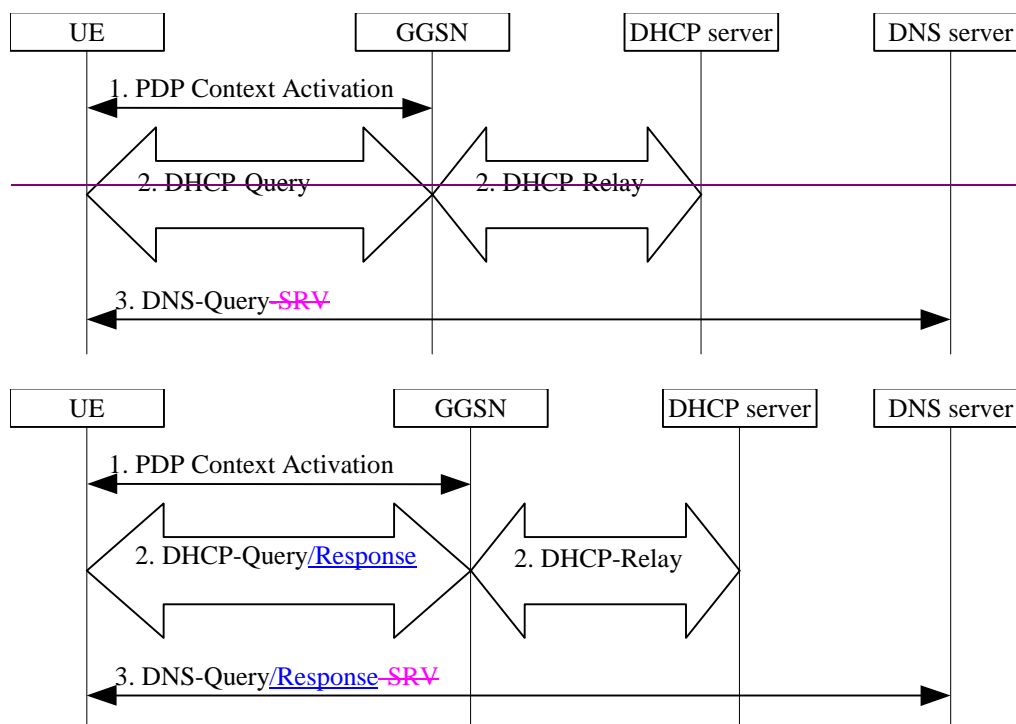 UE GGSN DHCP server DNS server
1. PDP Context Activation
2. DHCP-Query 2. DHCP-Relay
3. DNS-Query-SRV
UE GGSN DHCP server DNS server
1. PDP Context Activation
2. DHCP-Query/Response 2. DHCP-Relay
3. DNS-Query/Response-SRV